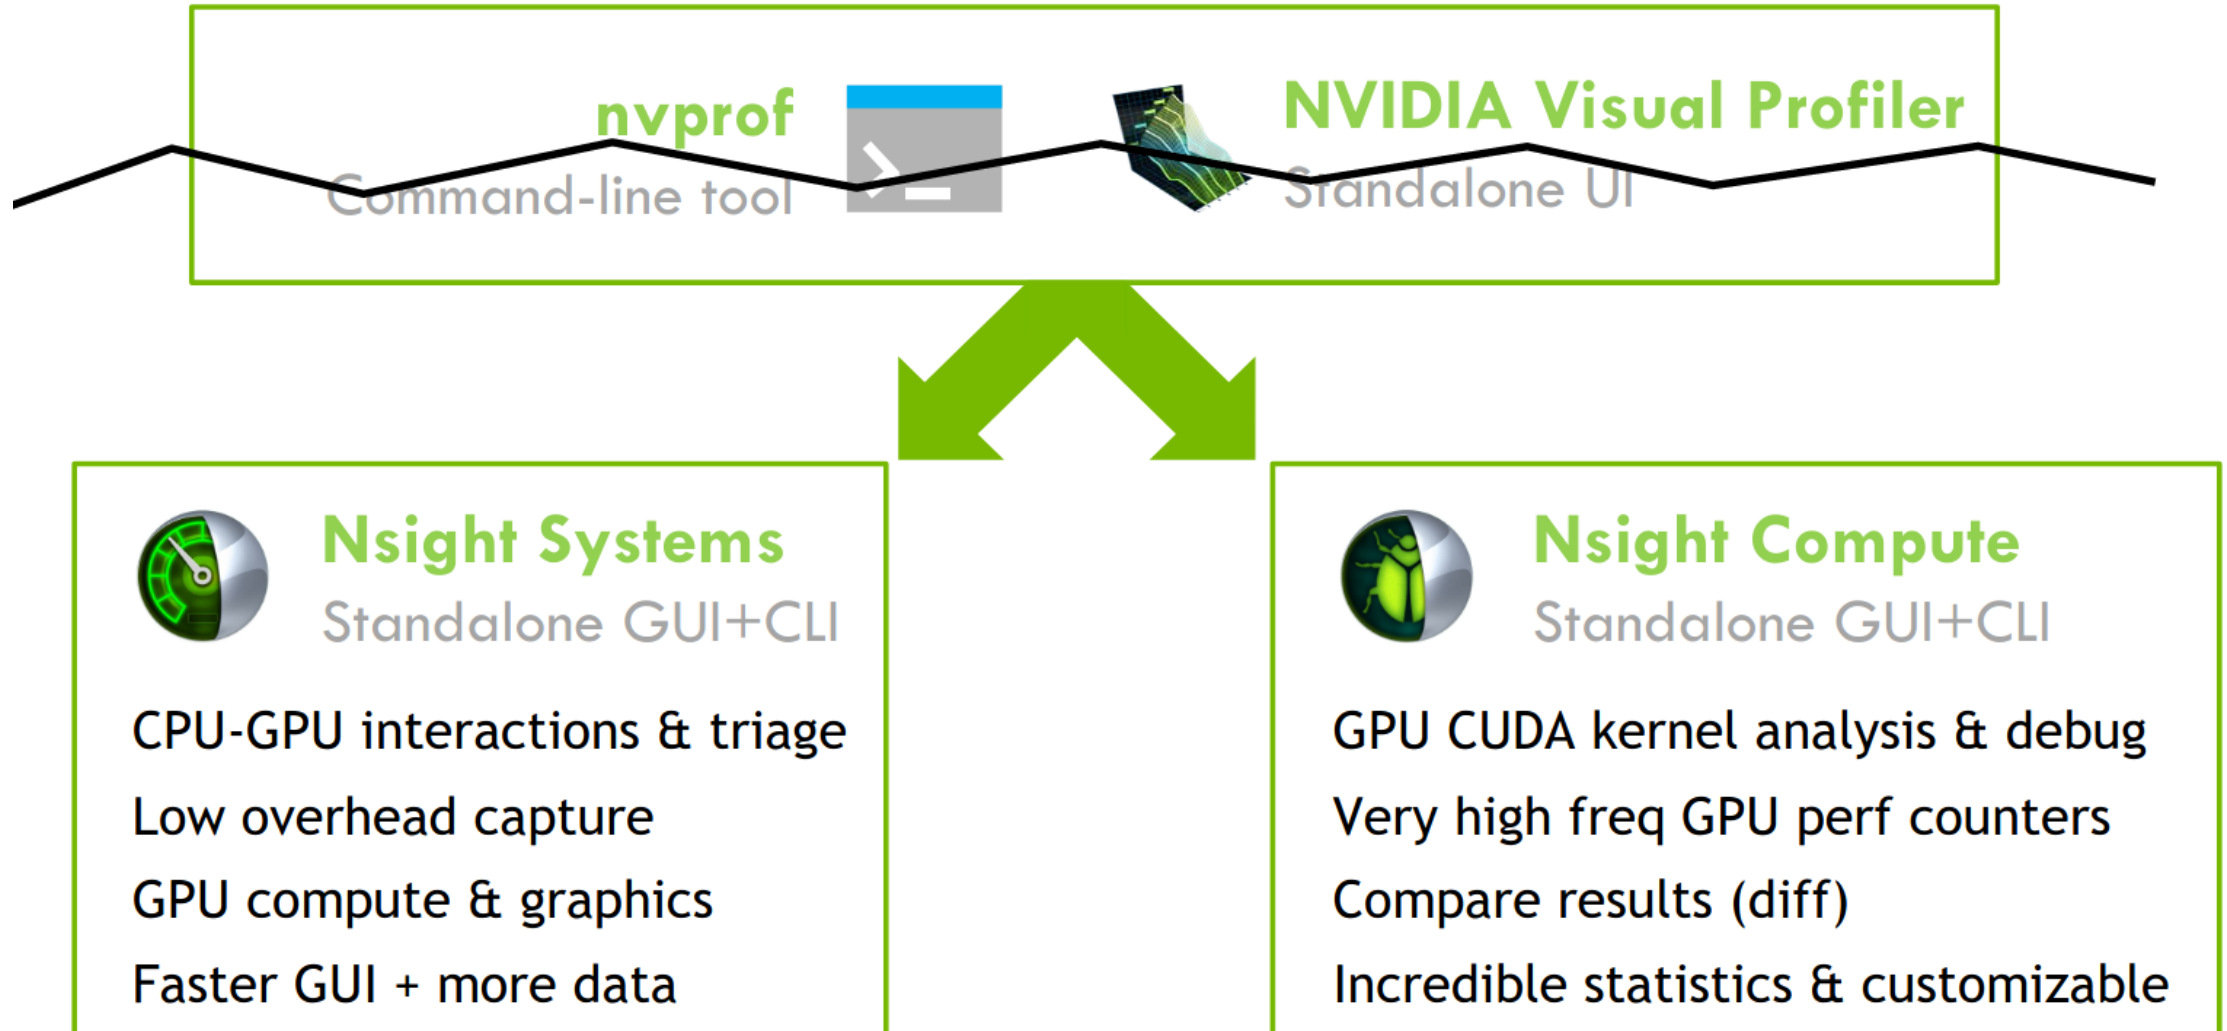 nvprof
Command-line tool
NVIDIA Visual Profiler
Standalone UI
Nsight Systems
Standalone GUI+CLI
CPU-GPU interactions & triage
Low overhead capture
GPU compute & graphics
Faster GUI + more data
Nsight Compute
Standalone GUI+CLI
GPU CUDA kernel analysis & debug
Very high freq GPU perf counters
Compare results (diff)
Incredible statistics & customizable